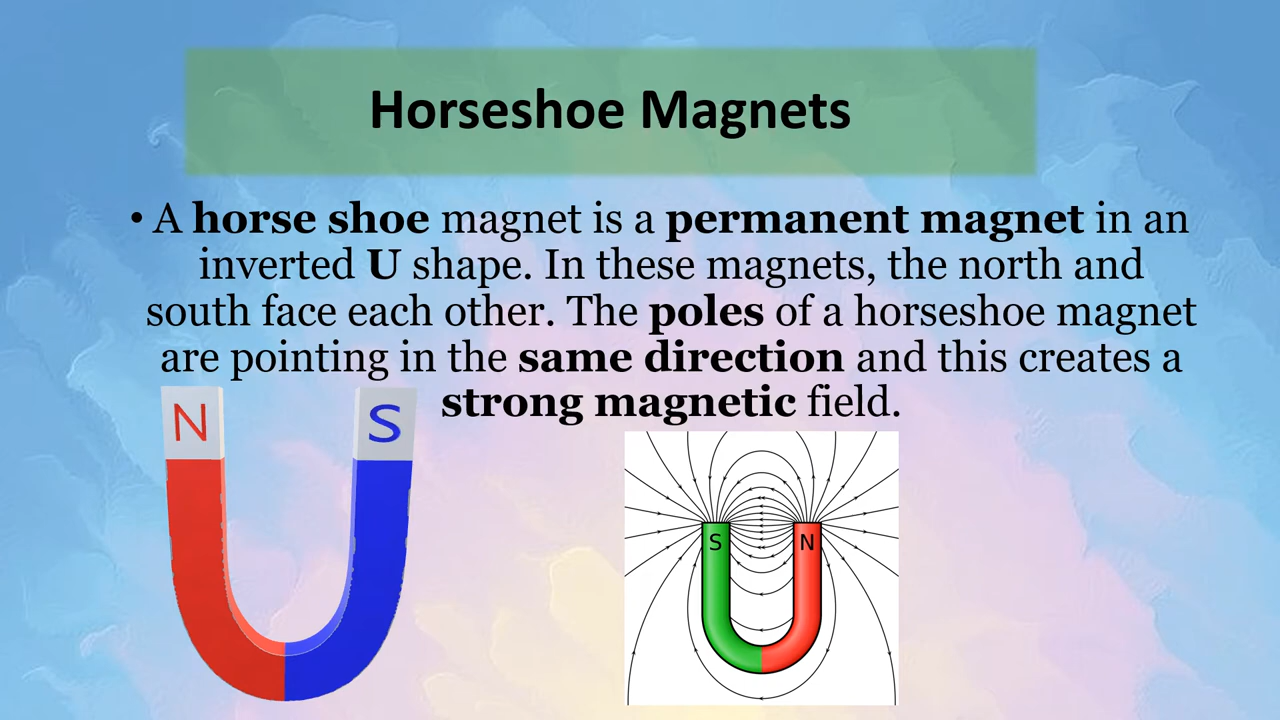 Horseshoe Magnets
• A horse shoe magnet is a permanent magnet in an
inverted U shape. In these magnets, the north and
south face each other. The poles of a horseshoe magnet
are pointing in the same direction and this creates a
strong magnetic field.
N S
S N